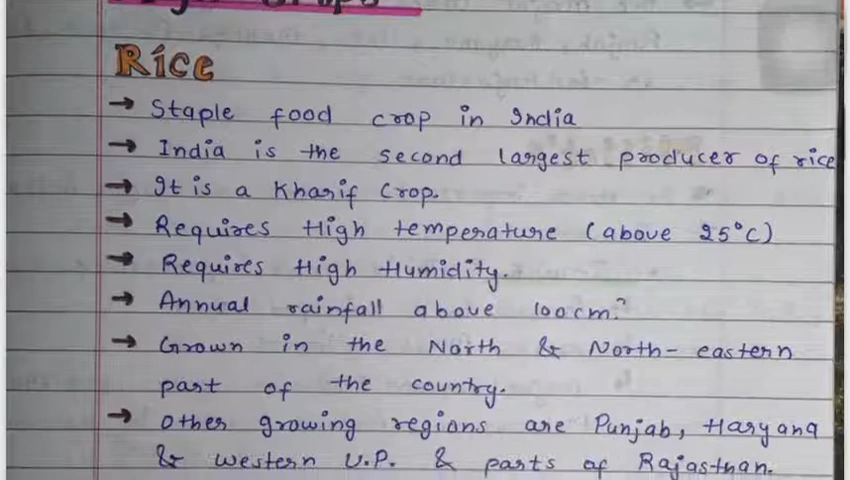 Rice
→ Staple food crop in India
→ India is the second largest producer of rice
→ It is a Kharif Crop.
→ Requires High temperature (above 25°C)
→ Requires High Humidity.
→ Annual rainfall above 100cm.
→ Grown in the North & North-eastern
part of the country.
→ Other growing regions are Punjab, Haryana
& western U.P. & parts of Rajasthan.